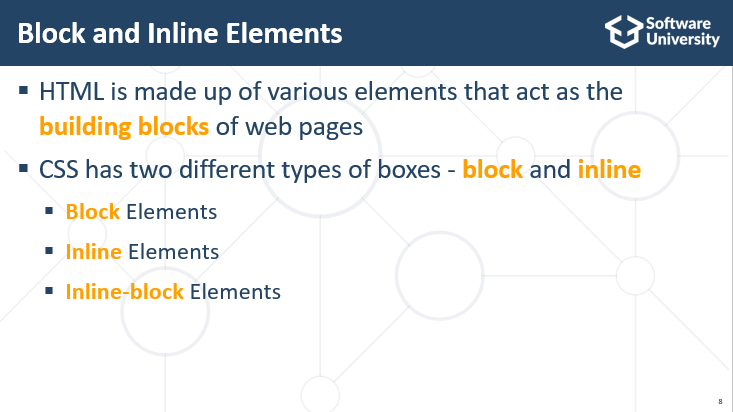 Block and Inline Elements
Software
University
▪ HTML is made up of various elements that act as the
building blocks of web pages
▪ CSS has two different types of boxes - block and inline
▪ Block Elements
▪ Inline Elements
▪ Inline-block Elements
8